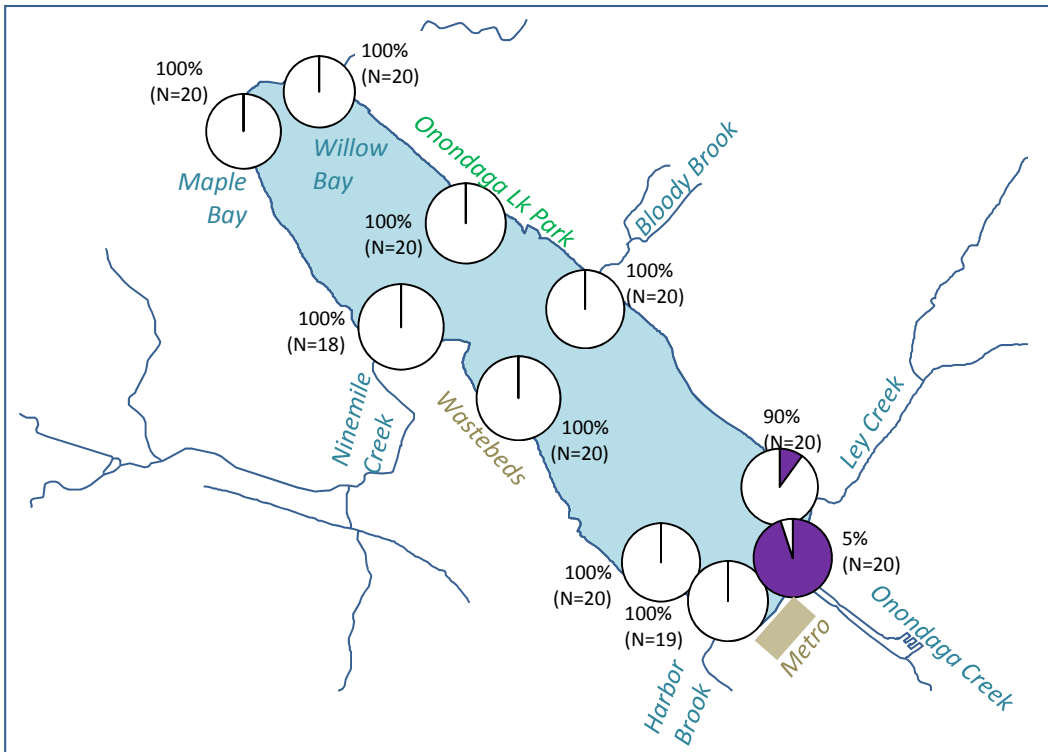 100%
(N=20)
100%
(N=20)
Maple
Bay
Willow
Bay
Onondaga Lk Park
Bloody Brook
100%
(N=20)
100%
(N=20)
100%
(N=18)
Ninemile
Creek
Wastebeds
100%
(N=20)
90%
(N=20)
Ley Creek
5%
(N=20)
100%
(N=20)
100%
(N=19)
Harbor
Brook
Metro
Onondaga Creek